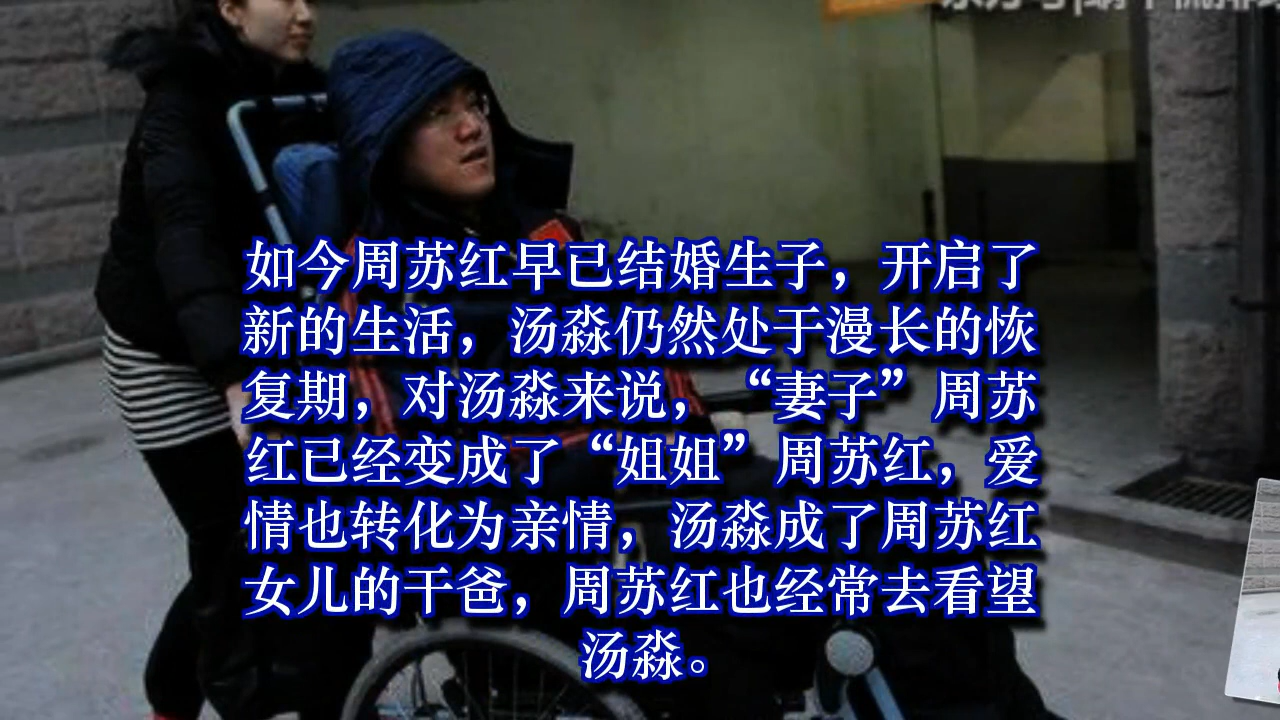 如今周苏红早已结婚生子，开启了
新的生活，汤淼仍然处于漫长的恢
复期，对汤淼来说，“妻子”周苏
红已经变成了“姐姐”周苏红，爱
情也转化为亲情，汤淼成了周苏红
女儿的干爸，周苏红也经常去看望
汤淼。